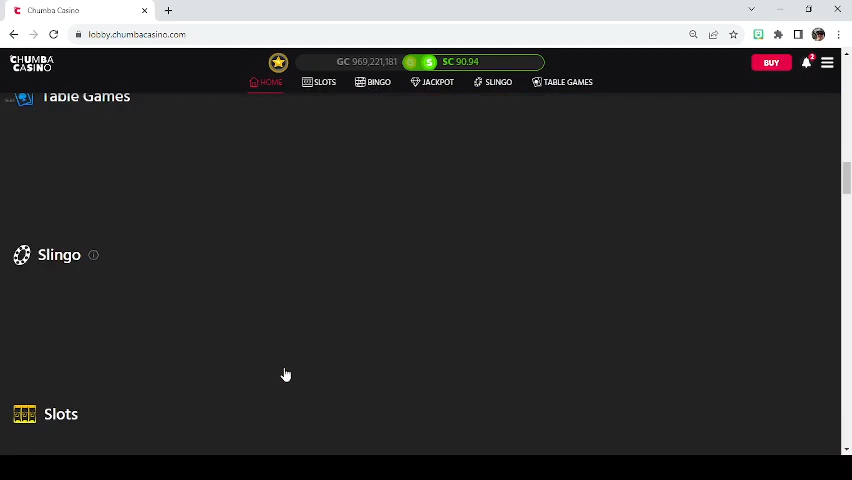 Chumba Casino
lobby.chumbacasino.com
CHUMBA
CASINO
GC 969,221,181
S
SC 90.94
BUY
2
HOME
SLOTS
BINGO
JACKPOT
SLINGO
TABLE GAMES
Table Games
Slingo
Slots